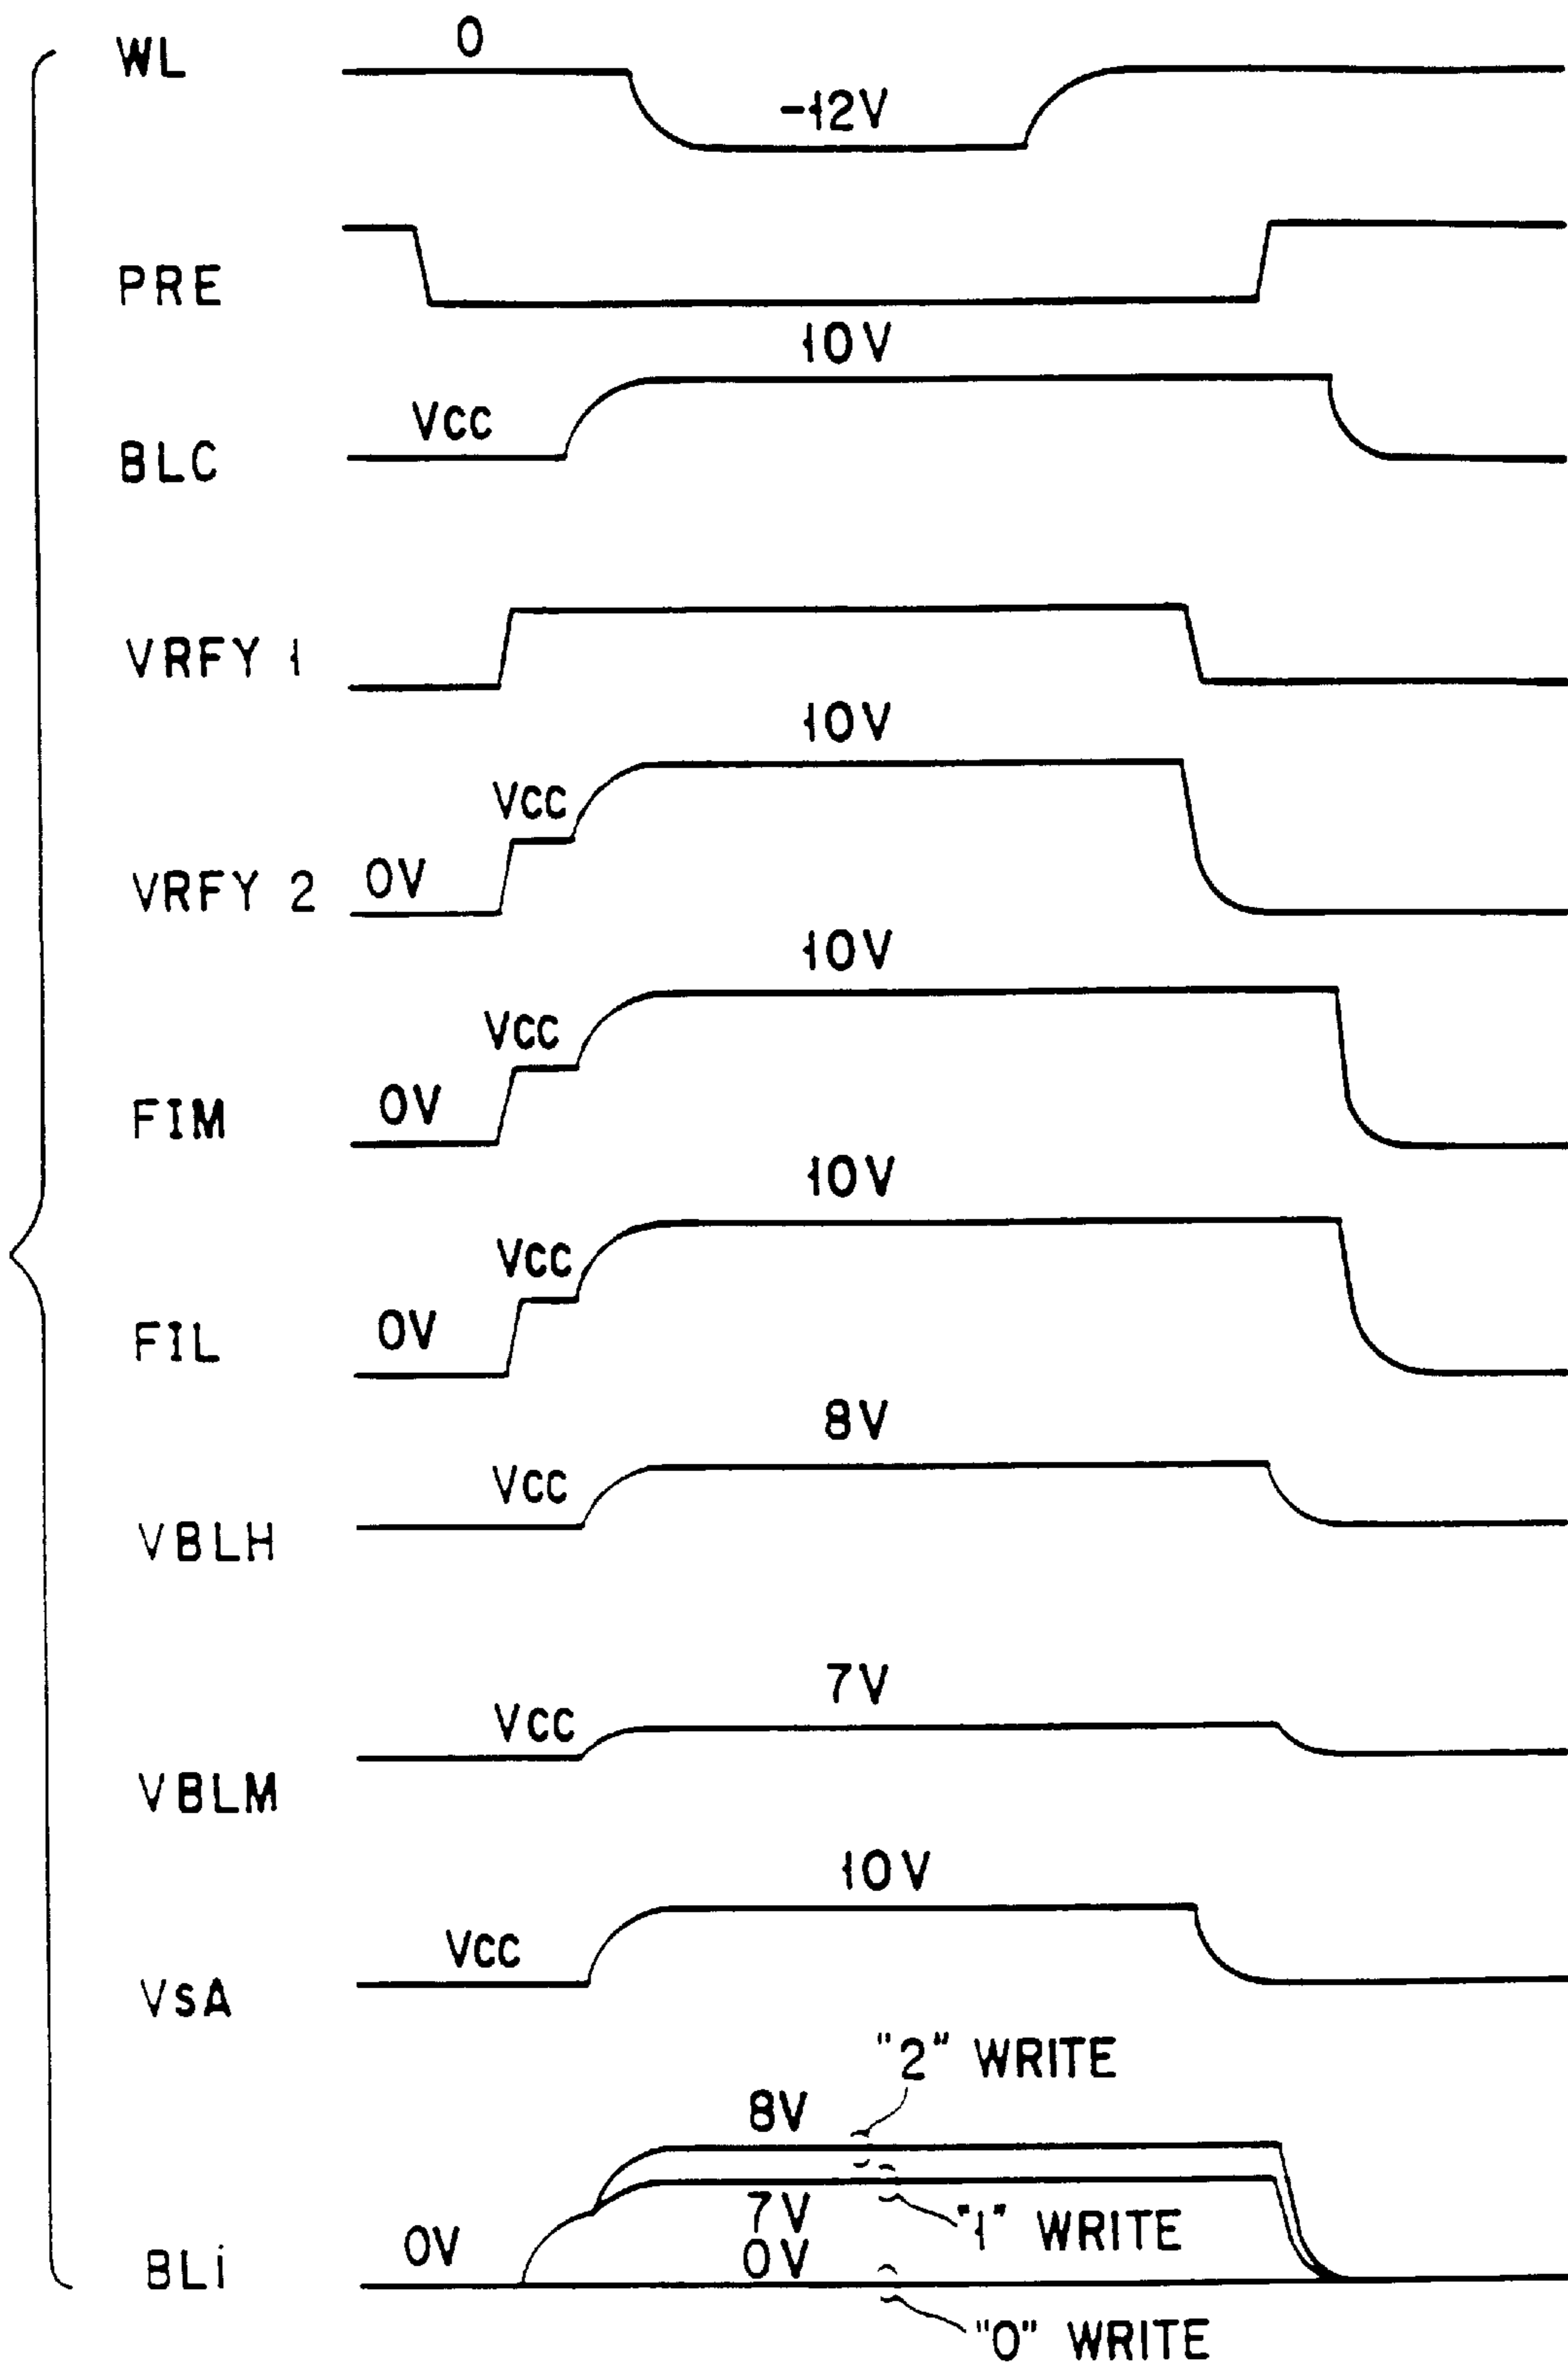 WL 0
-12V
PRE
10V
BLC VCC
VRFY 1
10V
VCC
VRFY 2 0V
10V
VCC
FIM 0V
10V
VCC
FIL 0V
8V
VCC
VBLH
7V
VCC
VBLM
10V
VCC
VSA
"2" WRITE
8V
7V "1" WRITE
BLi 0V 0V
"0" WRITE